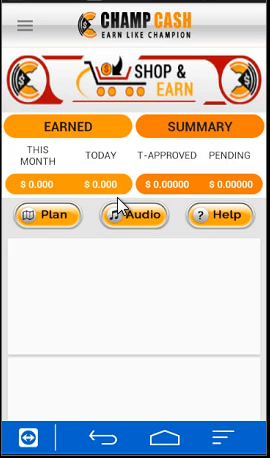 CHAMP CASH
EARN LIKE CHAMPION
SHOP &
EARN
EARNED
SUMMARY
THIS
MONTH
TODAY
T-APPROVED
PENDING
$ 0.000
$ 0.000
$ 0.00000
$ 0.00000
Plan
Audio
? Help